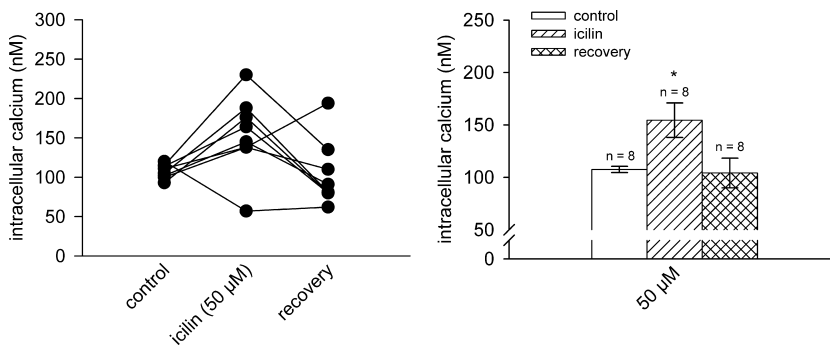 300
250
200
150
100
50
0
intracellular calcium (nM)
control
icilin (50 µM)
recovery
250
200
150
100
50
0
intracellular calcium (nM)
control
icilin
recovery
*
n = 8
n = 8
n = 8
50 µM